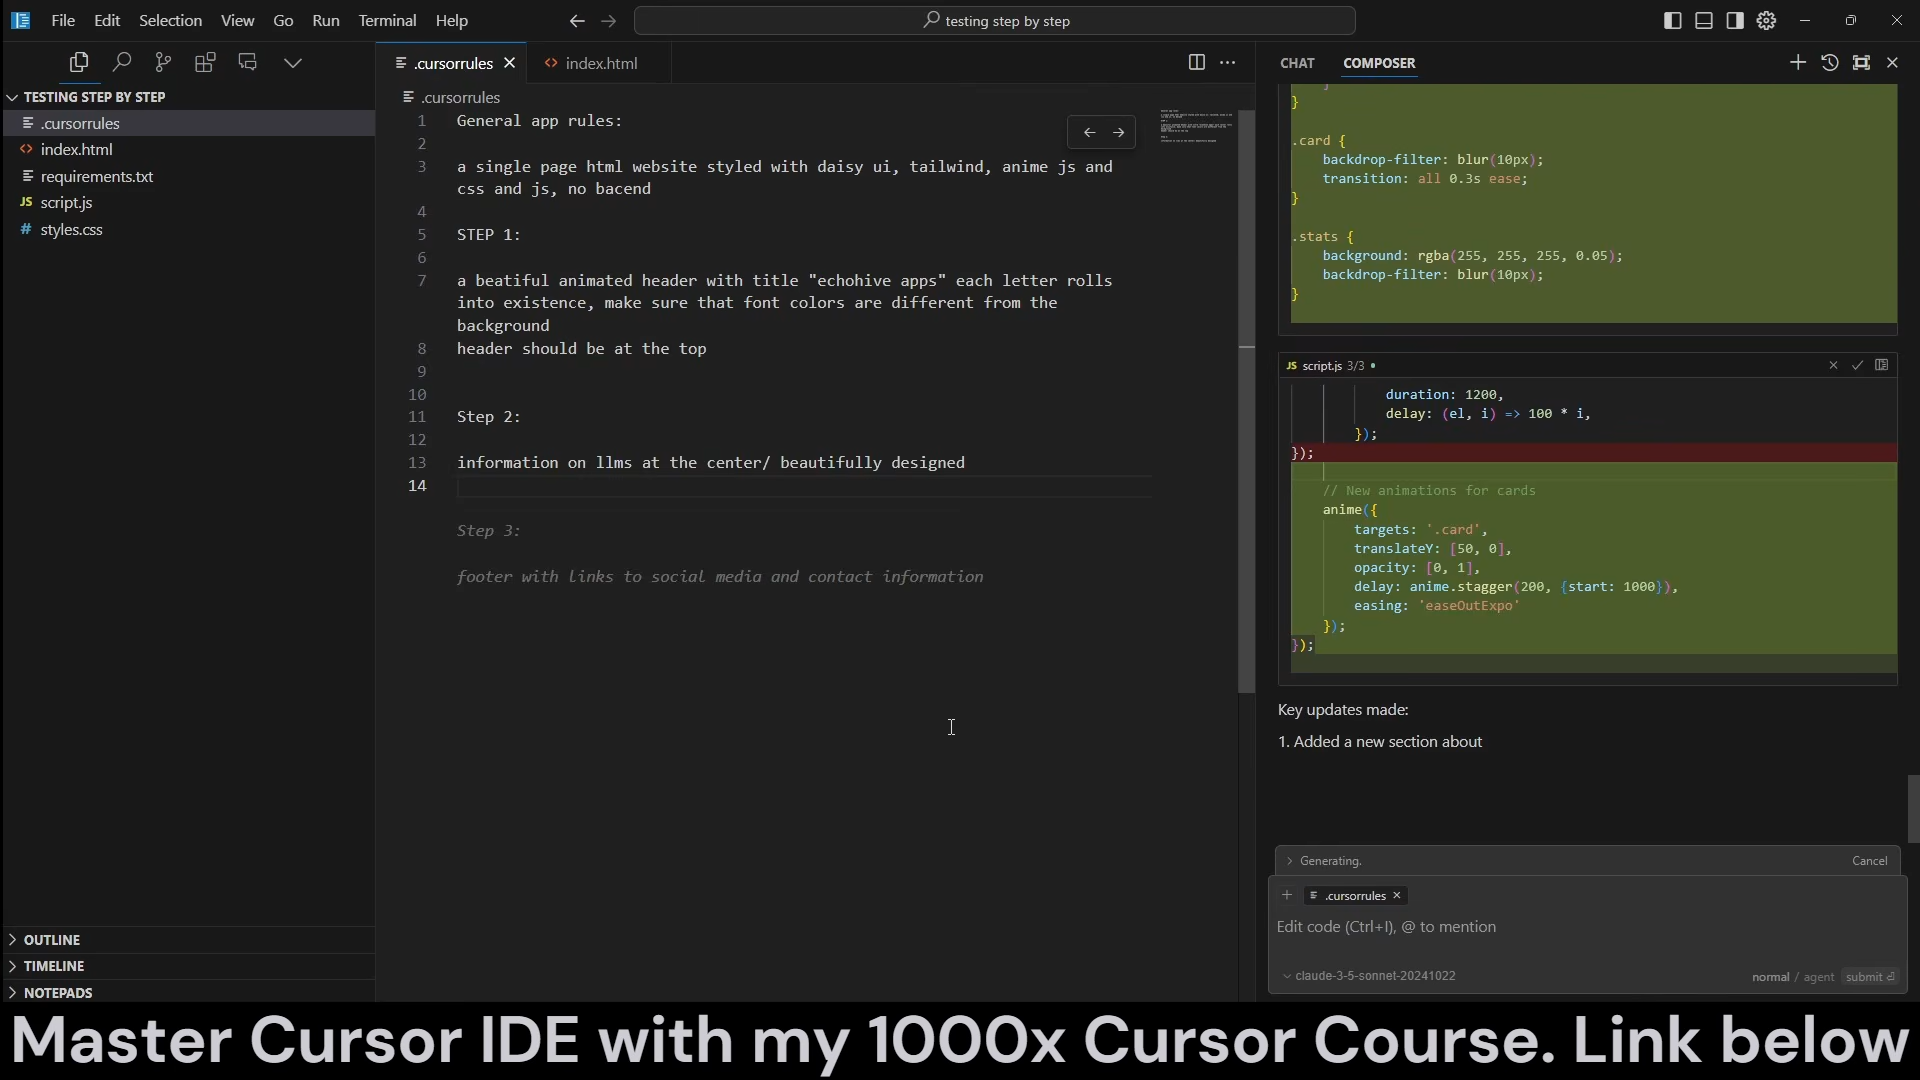 File Edit Selection View Go Run Terminal Help
testing step by step
TESTING STEP BY STEP
.cursorrules
index.html
requirements.txt
JS script.js
# styles.css
OUTLINE
TIMELINE
NOTEPADS
.cursorrules
index.html
.cursorrules
1 General app rules:
2
3 a single page html website styled with daisy ui, tailwind, anime js and
css and js, no bacend
4
5 STEP 1:
6
7 a beatiful animated header with title "echohive apps" each letter rolls
into existence, make sure that font colors are different from the
background
8 header should be at the top
9
10
11 Step 2:
12
13 information on llms at the center/ beautifully designed
14
Step 3:
footer with links to social media and contact information
CHAT COMPOSER
}
}
.card {
backdrop-filter: blur(10px);
transition: all 0.3s ease;
}
.stats {
background: rgba(255, 255, 255, 0.05);
backdrop-filter: blur(10px);
}
JS script.js 3/3
duration: 1200,
delay: (el, i) => 100 * i,
});
});
// New animations for cards
anime({
targets: '.card',
translateY: [50, 0],
opacity: [0, 1],
delay: anime.stagger(200, {start: 1000}),
easing: 'easeOutExpo'
});
});
Key updates made:
1. Added a new section about
Generating. Cancel
.cursorrules
Edit code (Ctrl+I), @ to mention
claude-3-5-sonnet-20241022 normal / agent submit
Master Cursor IDE with my 1000x Cursor Course. Link below